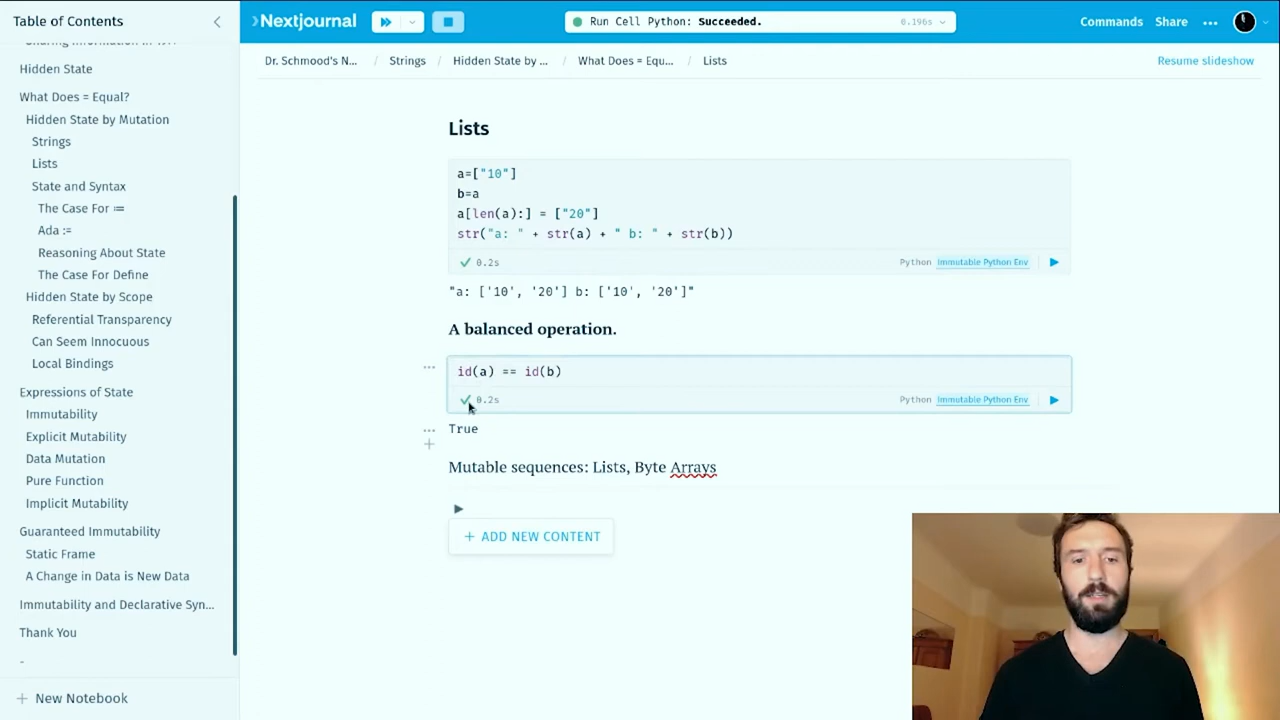 Table of Contents
Nextjournal
Run Cell Python: Succeeded.
0.196s
Commands
Share
Dr. Schmood's N...
/
Strings
/
Hidden State by ...
/
What Does = Equ...
/
Lists
Resume slideshow
Hidden State
What Does = Equal?
Hidden State by Mutation
Strings
Lists
State and Syntax
The Case For ≔
Ada :=
Reasoning About State
The Case For Define
Hidden State by Scope
Referential Transparency
Can Seem Innocuous
Local Bindings
Expressions of State
Immutability
Explicit Mutability
Data Mutation
Pure Function
Implicit Mutability
Guaranteed Immutability
Static Frame
A Change in Data is New Data
Immutability and Declarative Syn...
Thank You
-
+ New Notebook
Lists
a=["10"]
b=a
a[len(a):] = ["20"]
str("a: " + str(a) + " b: " + str(b))
0.2s
Python Immutable Python Env
"a: ['10', '20'] b: ['10', '20']"
A balanced operation.
id(a) == id(b)
0.2s
Python Immutable Python Env
True
Mutable sequences: Lists, Byte Arrays
+ ADD NEW CONTENT